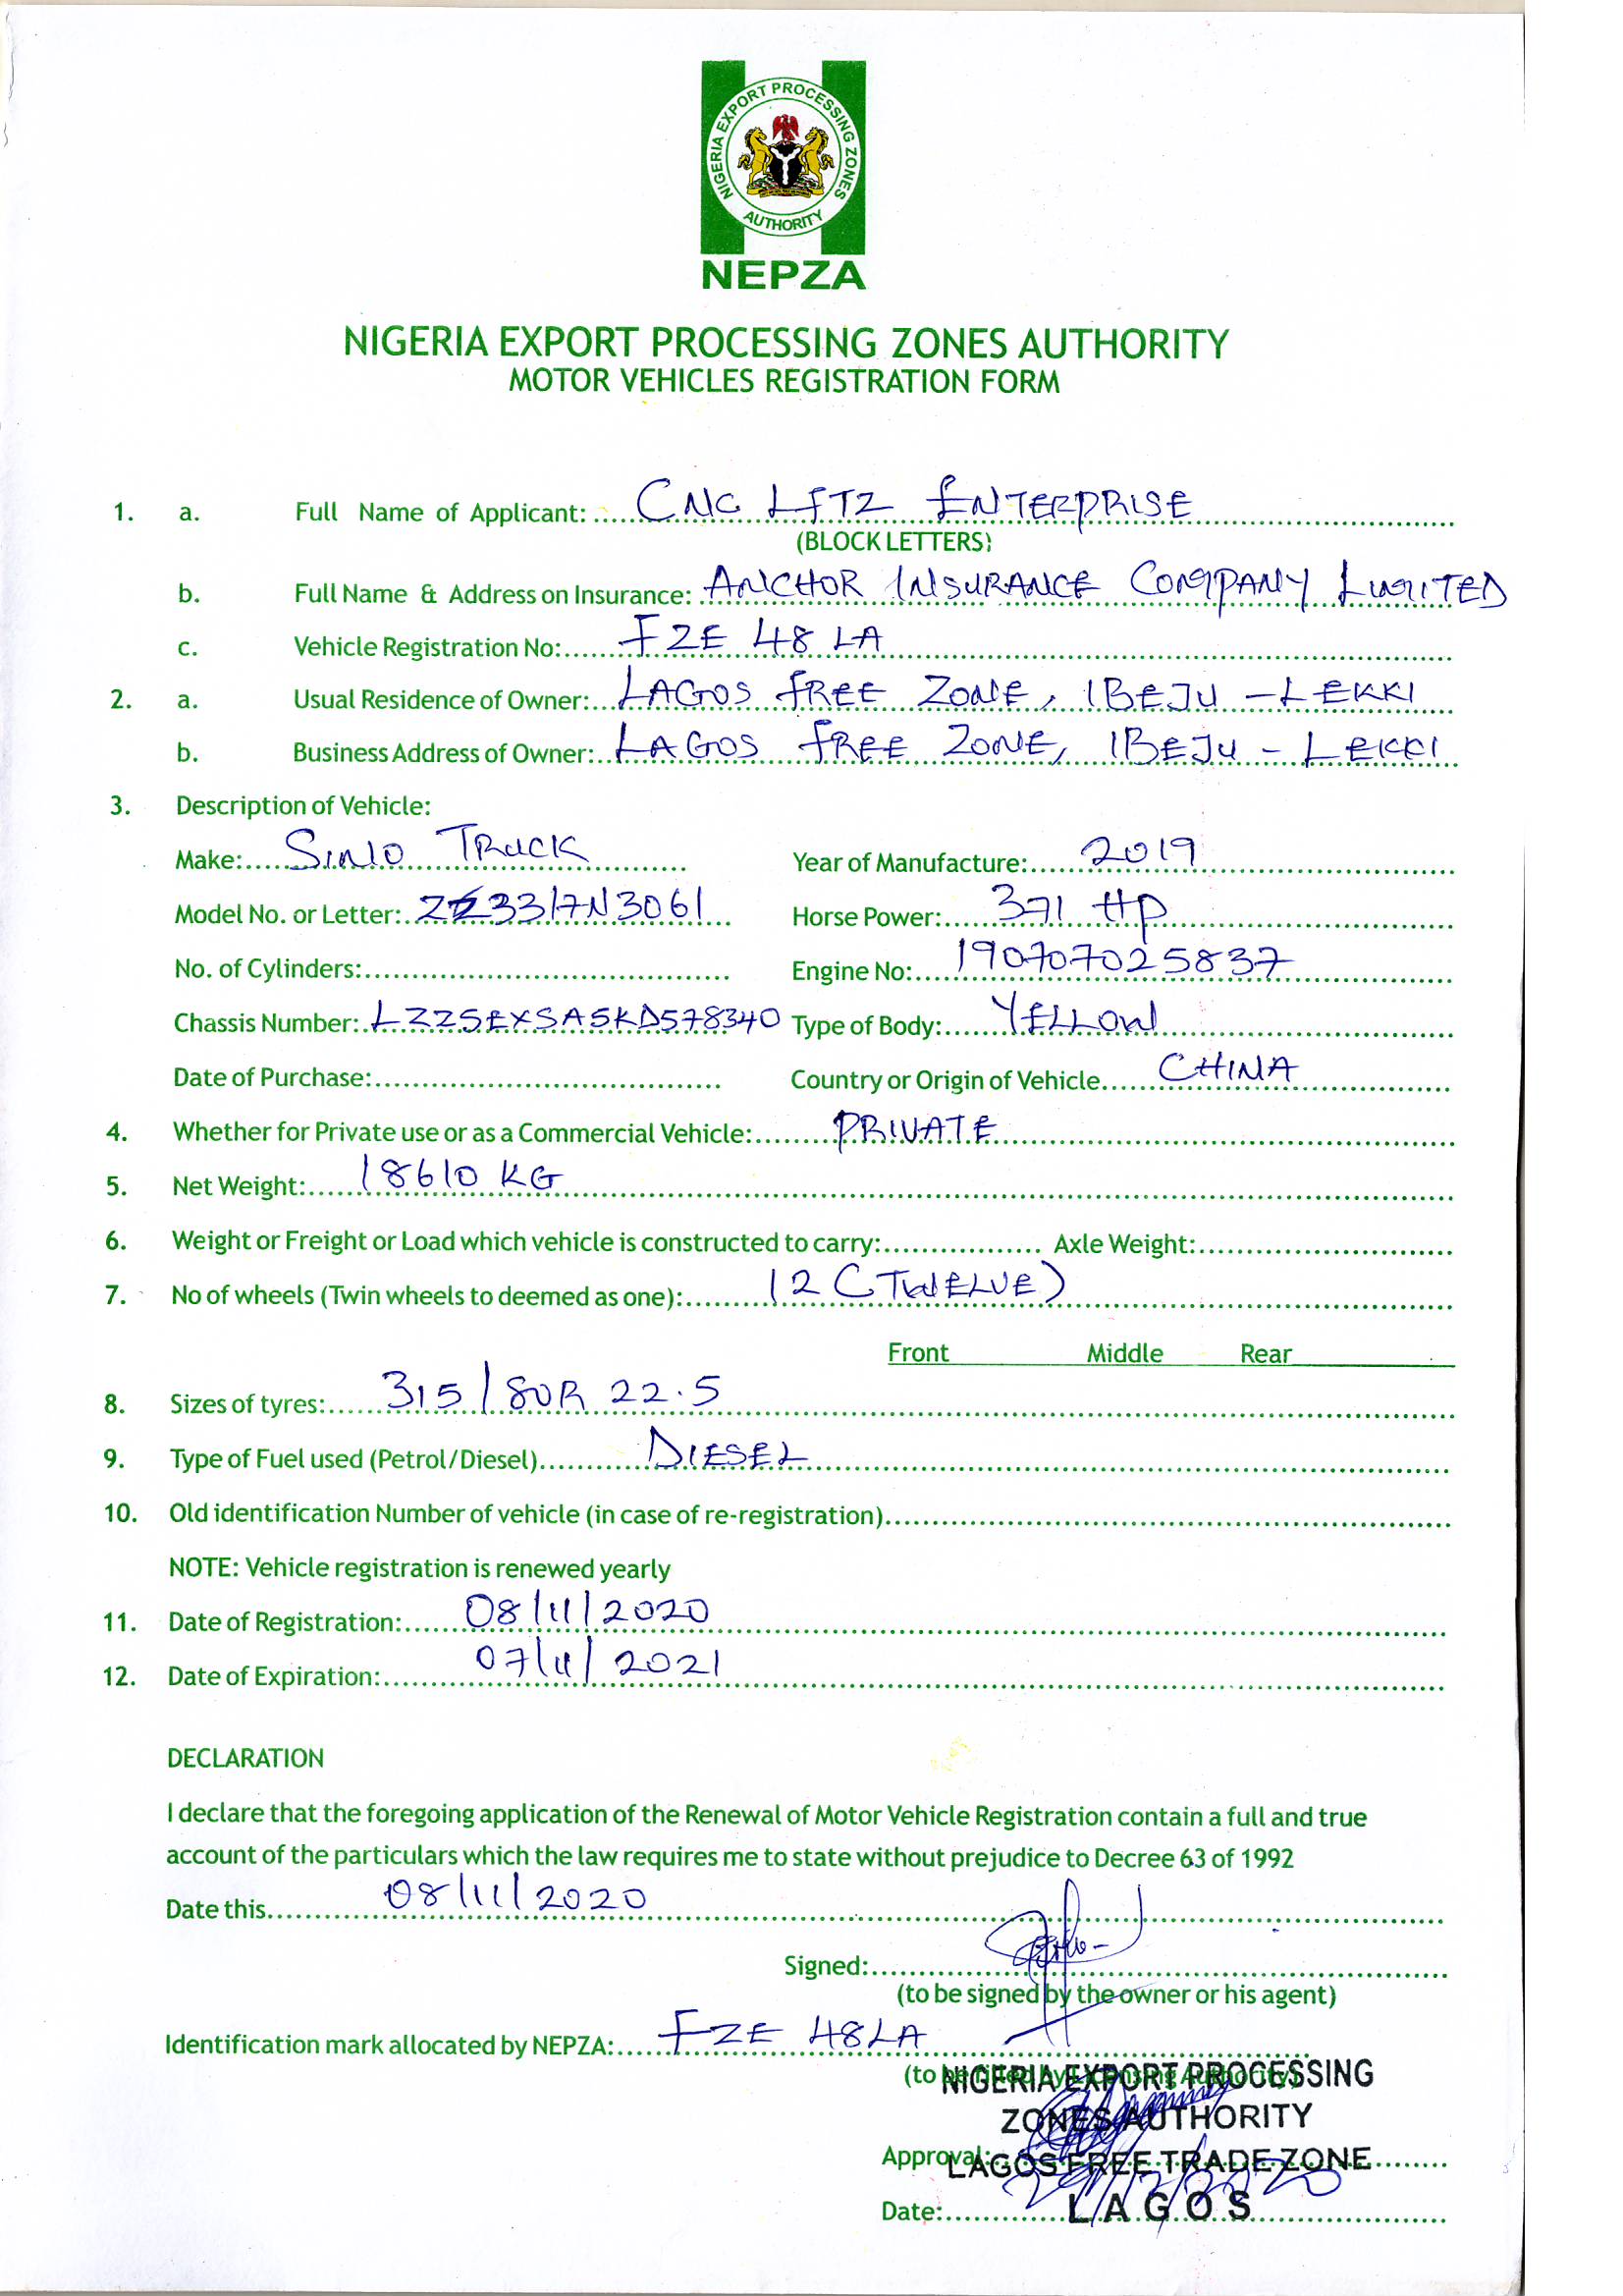 NIGERIA EXPORT PROCESSING ZONES
AUTHORITY
NEPZA
NIGERIA EXPORT PROCESSING ZONES AUTHORITY
MOTOR VEHICLES REGISTRATION FORM
1. a. Full Name of Applicant: CNC LFTZ ENTERPRISE
(BLOCK LETTERS)
b. Full Name & Address on Insurance: ANCHOR INSURANCE COMPANY LIMITED
c. Vehicle Registration No: FZE 48 LA
2. a. Usual Residence of Owner: LAGOS FREE ZONE, IBEJU - LEKKI
b. Business Address of Owner: LAGOS FREE ZONE, IBEJU - LEKKI
3. Description of Vehicle:
Make: SINO TRUCK Year of Manufacture: 2019
Model No. or Letter: ZZ3317N3061 Horse Power: 371 HP
No. of Cylinders: Engine No: 190707025837
Chassis Number: LZZ5EXSA5KD578340 Type of Body: YELLOW
Date of Purchase: Country or Origin of Vehicle CHINA
4. Whether for Private use or as a Commercial Vehicle: PRIVATE
5. Net Weight: 18610 KG
6. Weight or Freight or Load which vehicle is constructed to carry: Axle Weight:
7. No of wheels (Twin wheels to deemed as one): 12 (TWELVE)
Front Middle Rear
8. Sizes of tyres: 315/80R 22.5
9. Type of Fuel used (Petrol/Diesel) DIESEL
10. Old identification Number of vehicle (in case of re-registration)
NOTE: Vehicle registration is renewed yearly
11. Date of Registration: 08/11/2020
12. Date of Expiration: 07/11/2021
DECLARATION
I declare that the foregoing application of the Renewal of Motor Vehicle Registration contain a full and true
account of the particulars which the law requires me to state without prejudice to Decree 63 of 1992
Date this 08/11/2020
Signed:
(to be signed by the owner or his agent)
Identification mark allocated by NEPZA: FZE 48LA
(to be filled by Licensing Authority)
NIGERIA EXPORT PROCESSING
ZONES AUTHORITY
Approval:
LAGOS FREE TRADE ZONE
Date:
LAGOS